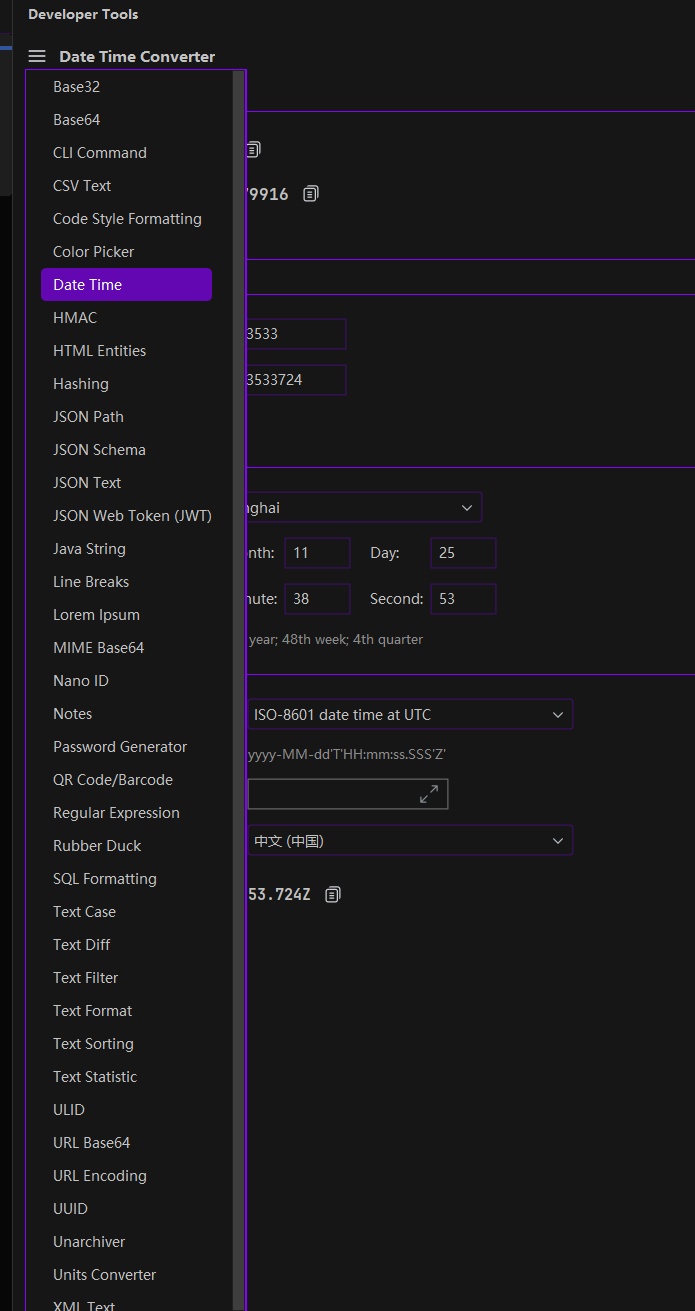 Developer Tools
Date Time Converter
Base32
Base64
CLI Command
CSV Text
Code Style Formatting
Color Picker
Date Time
HMAC
HTML Entities
Hashing
JSON Path
JSON Schema
JSON Text
JSON Web Token (JWT)
Java String
Line Breaks
Lorem Ipsum
MIME Base64
Nano ID
Notes
Password Generator
QR Code/Barcode
Regular Expression
Rubber Duck
SQL Formatting
Text Case
Text Diff
Text Filter
Text Format
Text Sorting
Text Statistic
ULID
URL Base64
URL Encoding
UUID
Unarchiver
Units Converter
XML Text
9916
3533
3533724
nghai
nth: 11 Day: 25
nute: 38 Second: 53
year; 48th week; 4th quarter
ISO-8601 date time at UTC
yyyy-MM-dd'T'HH:mm:ss.SSS'Z'
中文 (中国)
53.724Z